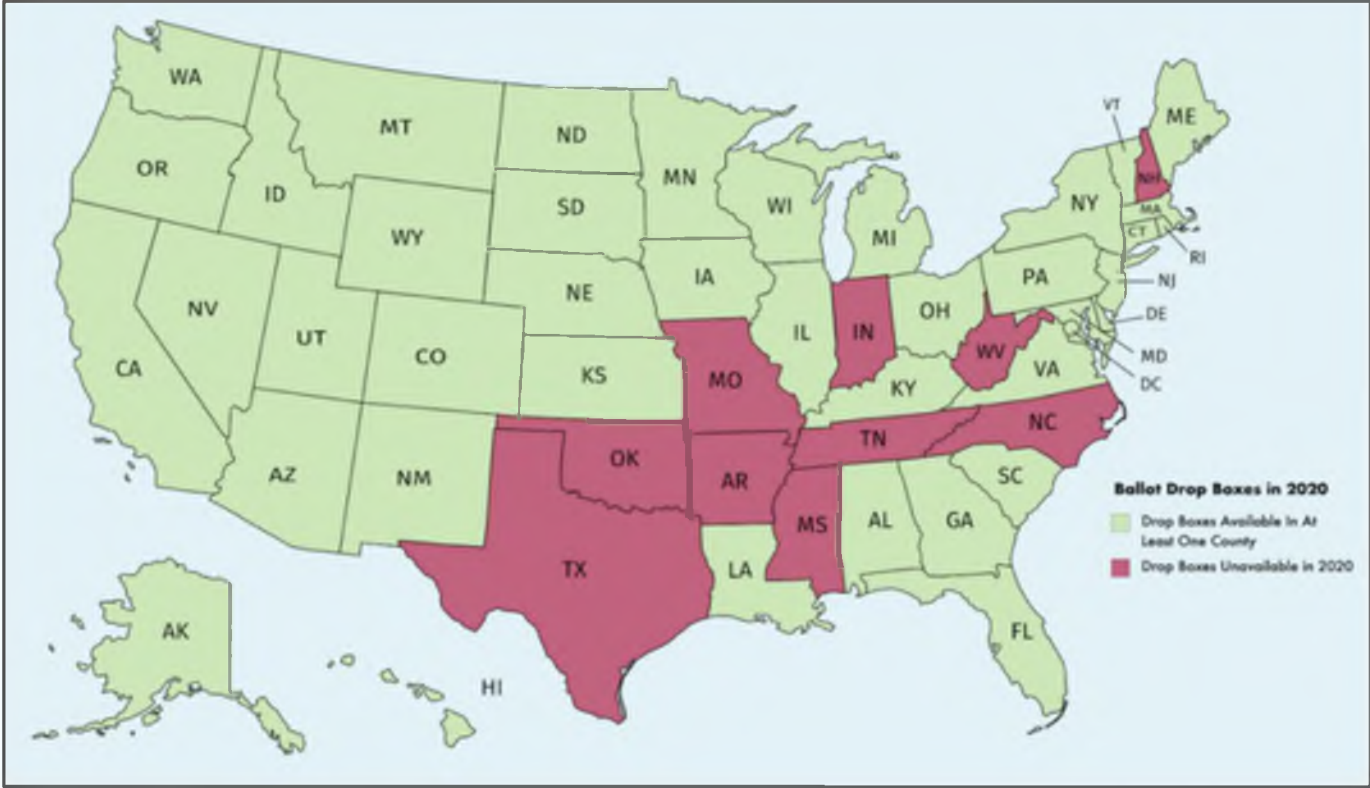 WA
MT
ND
MN
VT
ME
OR
ID
SD
WI
NH
WY
MI
NY
MA
CT
RI
IA
PA
NJ
NV
NE
UT
CO
IL
IN
OH
DE
WV
MD
CA
KS
MO
KY
VA
DC
AZ
NM
OK
AR
TN
NC
SC
MS
AL
GA
Ballot Drop Boxes in 2020
Drop Boxes Available In At
Least One County
Drop Boxes Unavailable in 2020
TX
LA
AK
HI
FL